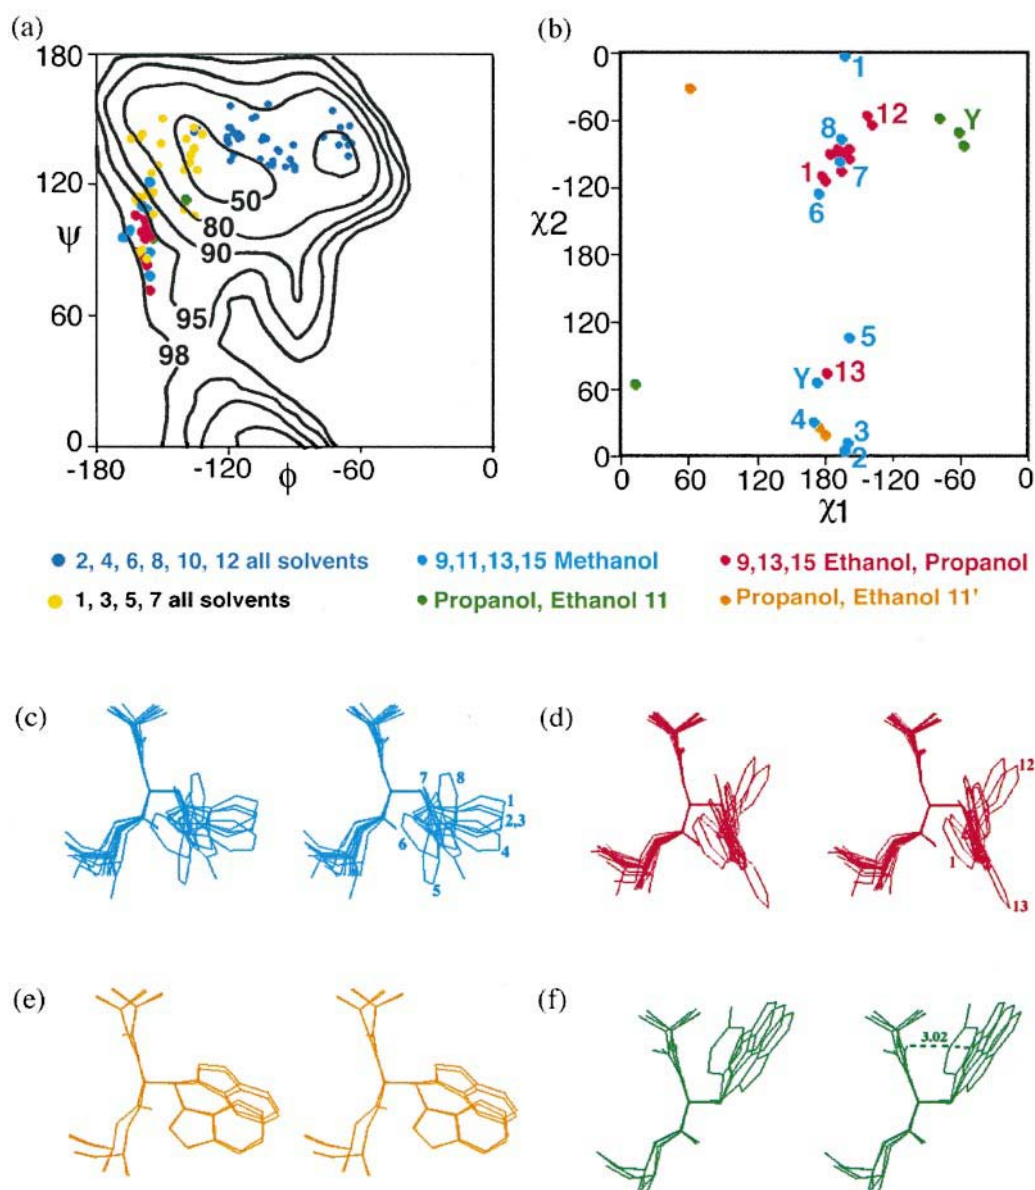 (a)
180
120
ψ
60
0
-180
-120
ϕ
-60
0
50
80
90
95
98
(b)
0
-60
-120
χ2
120
60
0
0
60
120
180
-120
-60
0
χ1
1
12
Y
8
1
7
6
5
Y
13
4
3
2
2, 4, 6, 8, 10, 12 all solvents
9,11,13,15 Methanol
9,13,15 Ethanol, Propanol
1, 3, 5, 7 all solvents
Propanol, Ethanol 11
Propanol, Ethanol 11'
(c)
7
8
1
2,3
6
4
5
(d)
12
1
13
(e)
(f)
3.02